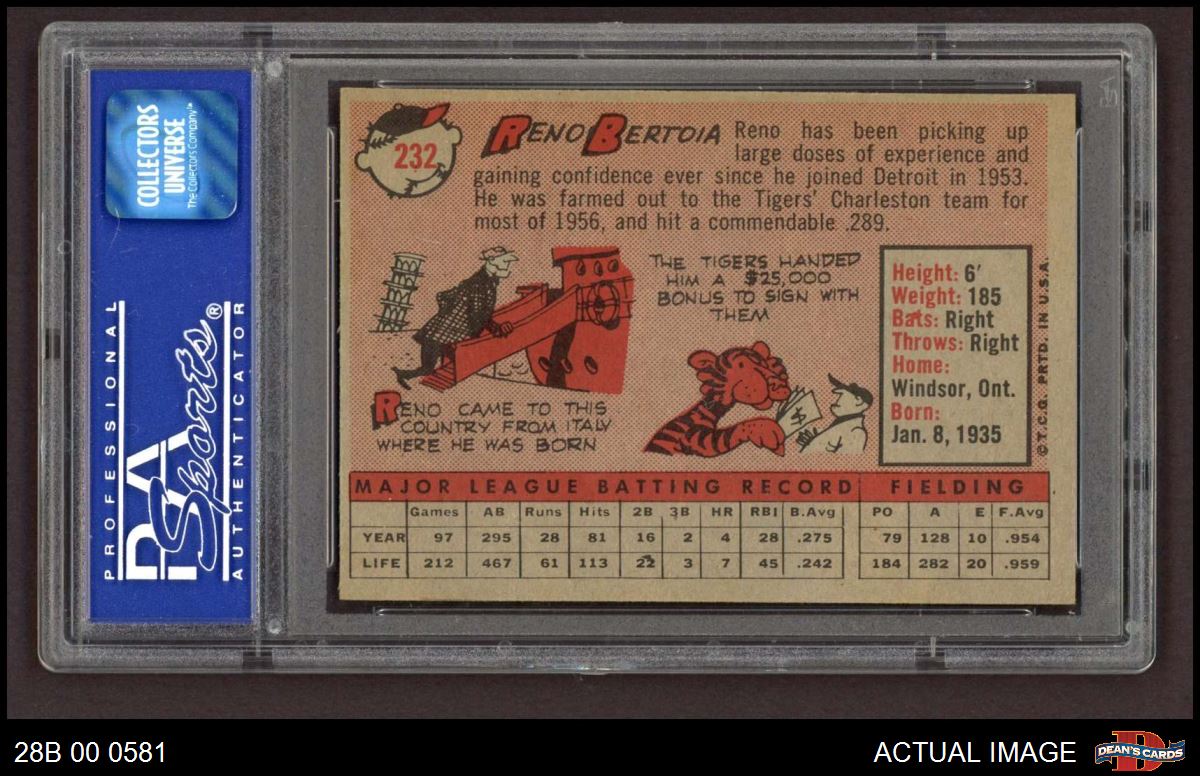 COLLECTORS
UNIVERSE
The Collectors Company™
PROFESSIONAL
PSA
Sports®
AUTHENTICATOR
232
RENO BERTOIA
Reno has been picking up
large doses of experience and
gaining confidence ever since he joined Detroit in 1953.
He was farmed out to the Tigers' Charleston team for
most of 1956, and hit a commendable .289.
RENO CAME TO THIS
COUNTRY FROM ITALY
WHERE HE WAS BORN
THE TIGERS HANDED
HIM A $25,000
BONUS TO SIGN WITH
THEM
$
Height: 6'
Weight: 185
Bats: Right
Throws: Right
Home:
Windsor, Ont.
Born:
Jan. 8, 1935
©T.C.G. PRTD. IN U.S.A.
MAJOR LEAGUE BATTING RECORD FIELDING
Games AB Runs Hits 2B 3B HR RBI B.Avg PO A E F.Avg
YEAR 97 295 28 81 16 2 4 28 .275 79 128 10 .954
LIFE 212 467 61 113 22 3 7 45 .242 184 282 20 .959
28B 00 0581
ACTUAL IMAGE
D
DEAN'S CARDS